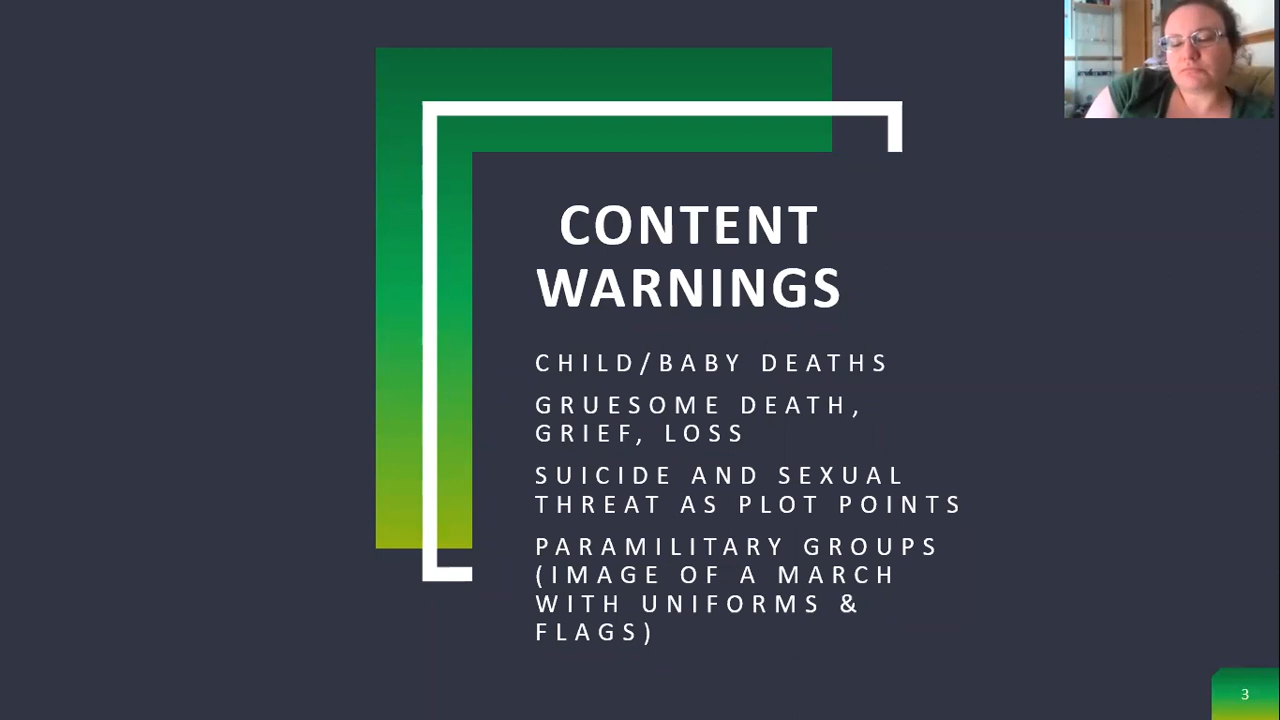 CONTENT
WARNINGS
CHILD/BABY DEATHS
GRUESOME DEATH,
GRIEF, LOSS
SUICIDE AND SEXUAL
THREAT AS PLOT POINTS
PARAMILITARY GROUPS
(IMAGE OF A MARCH
WITH UNIFORMS &
FLAGS)
3